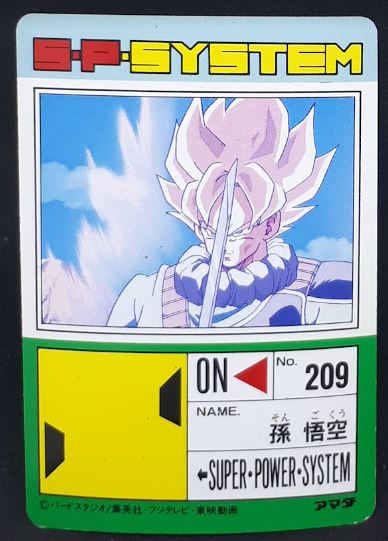 S·P·SYSTEM
ON
No. 209
NAME.
そん ご くう
孫 悟空
←SUPER・POWER・SYSTEM
©バードスタジオ/集英社・フジテレビ・東映動画
アマダ